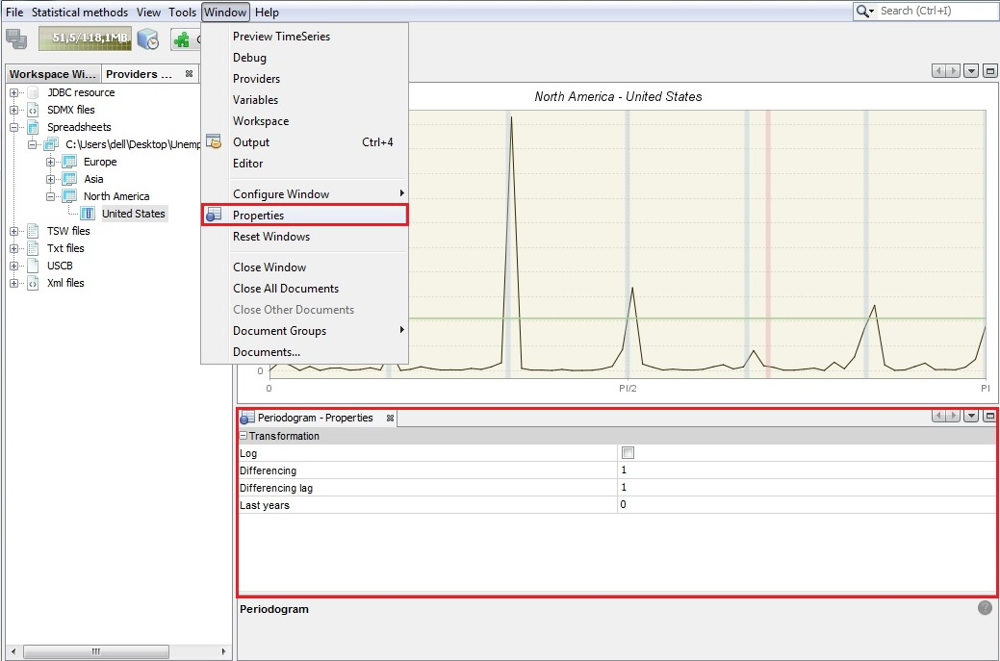 File Statistical methods View Tools Window Help
Search (Ctrl+I)
51,5/118,1MB
Workspace Wi... Providers ...
JDBC resource
SDMX files
Spreadsheets
C:\Users\dell\Desktop\Unemp
Europe
Asia
North America
United States
TSW files
Txt files
USCB
Xml files
Preview TimeSeries
Debug
Providers
Variables
Workspace
Output Ctrl+4
Editor
Configure Window
Properties
Reset Windows
Close Window
Close All Documents
Close Other Documents
Document Groups
Documents...
North America - United States
0
0 PI/2 PI
Periodogram - Properties
Transformation
Log
Differencing 1
Differencing lag 1
Last years 0
Periodogram
?